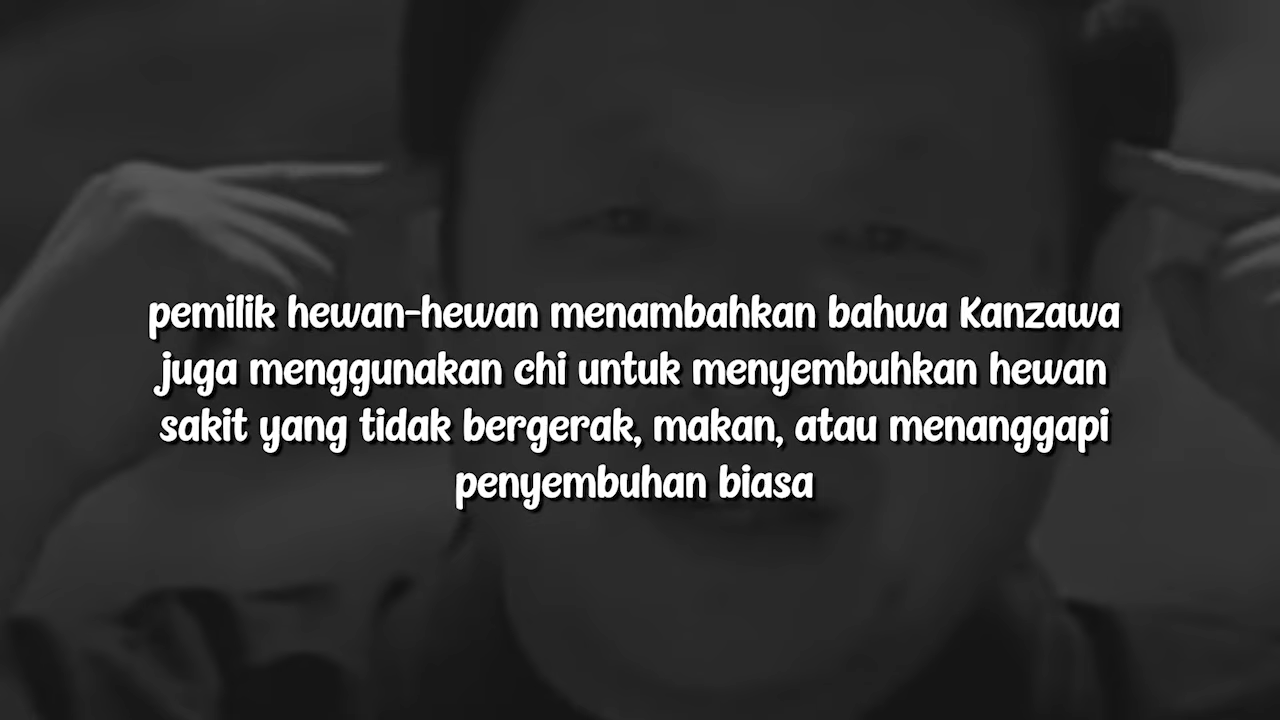 pemilik hewan-hewan menambahkan bahwa Kanzawa
juga menggunakan chi untuk menyembuhkan hewan
sakit yang tidak bergerak, makan, atau menanggapi
penyembuhan biasa